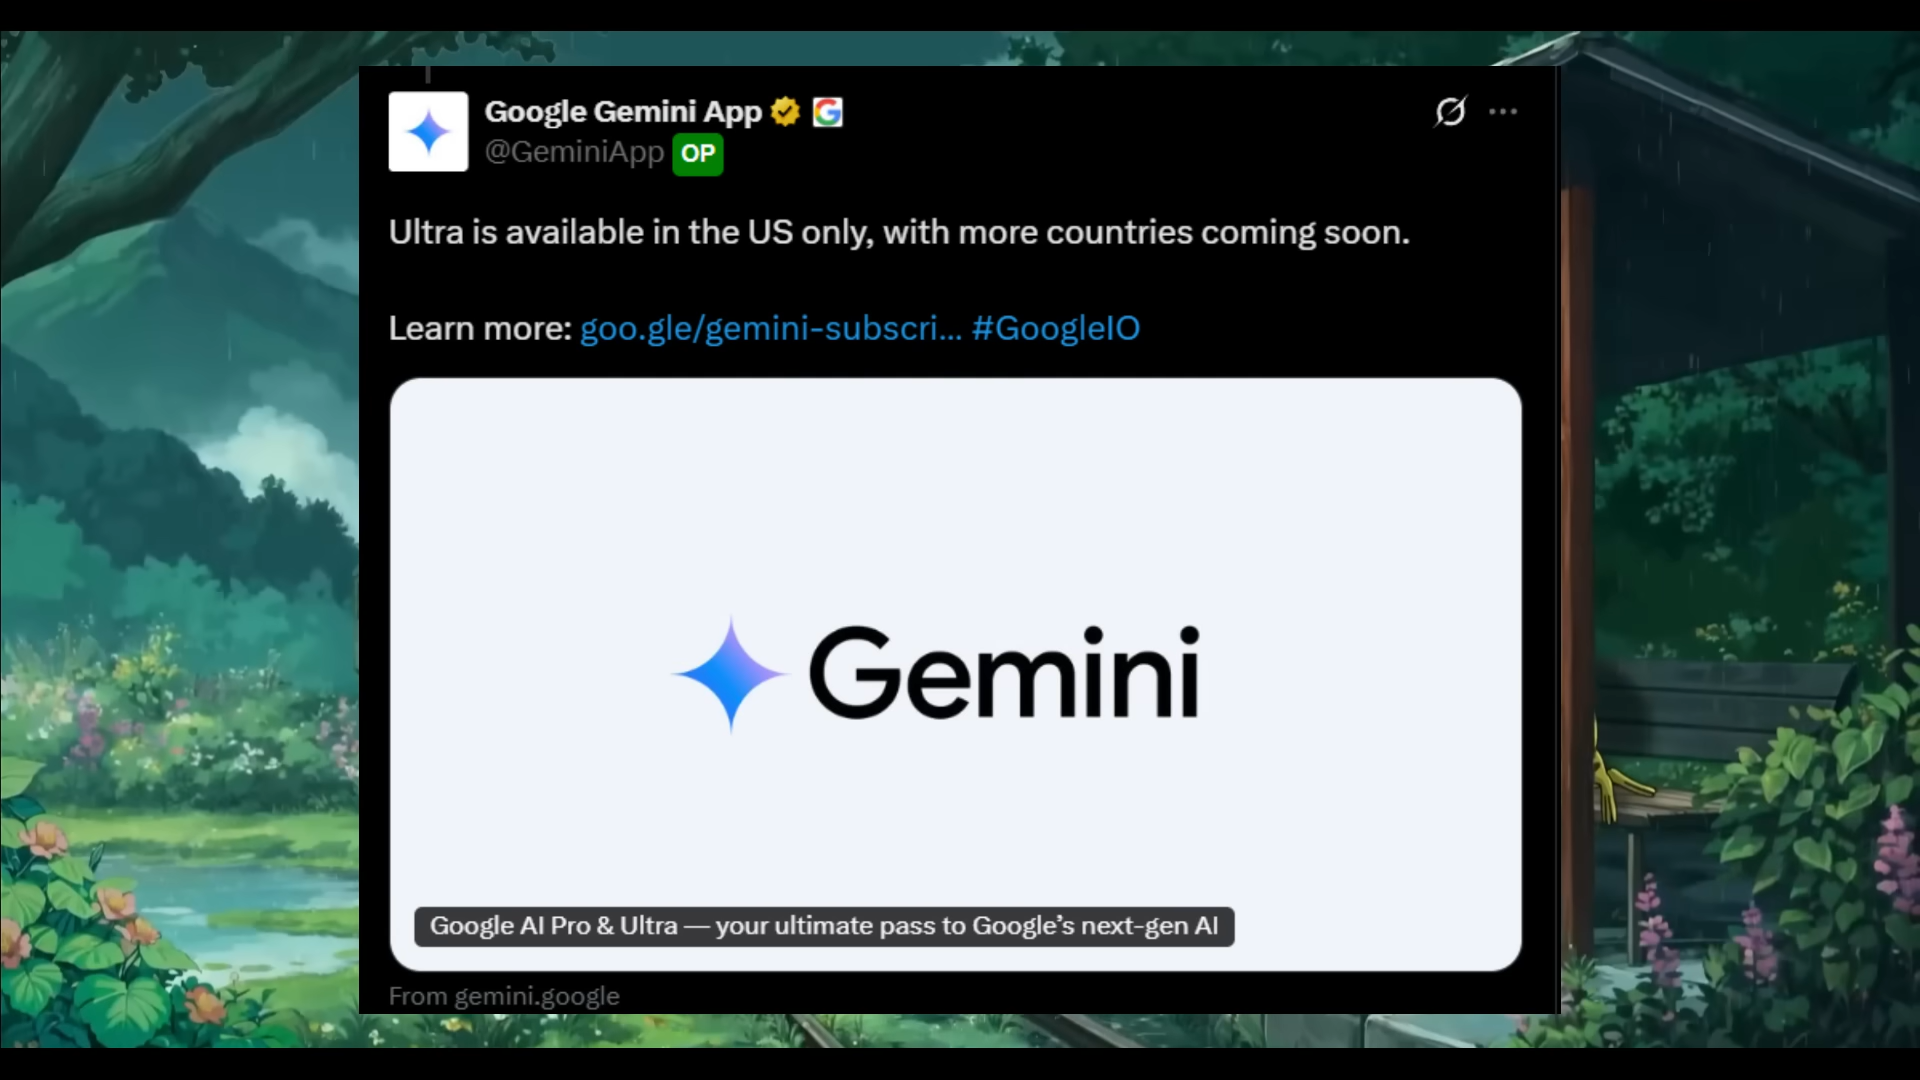 Google Gemini App
@GeminiApp OP
Ultra is available in the US only, with more countries coming soon.
Learn more: goo.gle/gemini-subscri... #GoogleIO
Gemini
Google AI Pro & Ultra — your ultimate pass to Google’s next-gen AI
From gemini.google